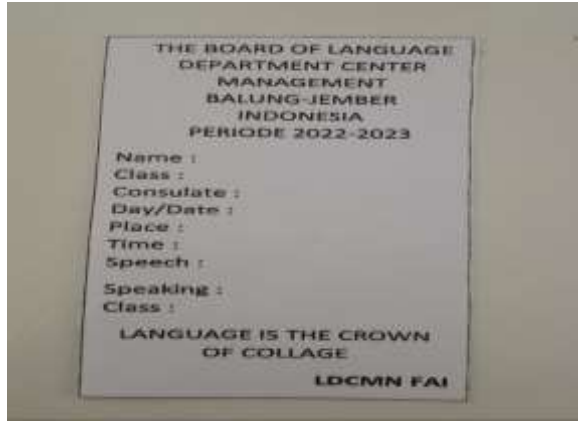 THE BOARD OF LANGUAGE
DEPARTMENT CENTER
MANAGEMENT
BALUNG-JEMBER
INDONESIA
PERIODE 2022-2023
Name :
Class :
Consulate :
Day/Date :
Place :
Time :
Speech :
Speaking :
Class :
LANGUAGE IS THE CROWN
OF COLLAGE
LDCMN FAI